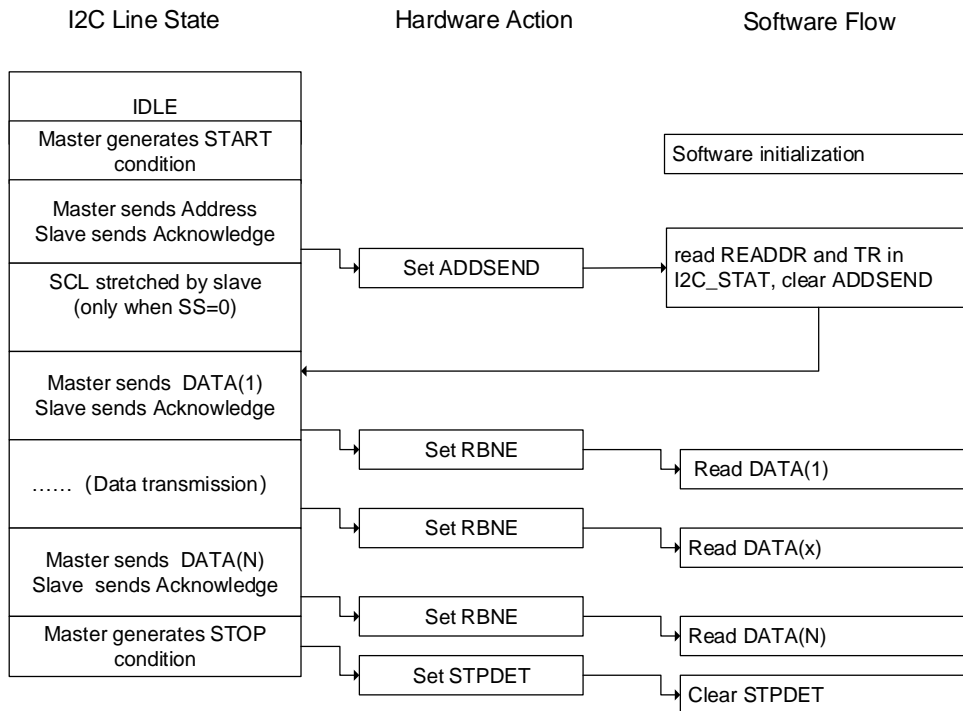 I2C Line State
Hardware Action
Software Flow
IDLE
Master generates START
condition
Software initialization
Master sends Address
Slave sends Acknowledge
Set ADDSEND
read READDR and TR in
I2C_STAT, clear ADDSEND
SCL stretched by slave
(only when SS=0)
Master sends DATA(1)
Slave sends Acknowledge
Set RBNE
Read DATA(1)
...... (Data transmission)
Set RBNE
Read DATA(x)
Master sends DATA(N)
Slave sends Acknowledge
Set RBNE
Read DATA(N)
Master generates STOP
condition
Set STPDET
Clear STPDET